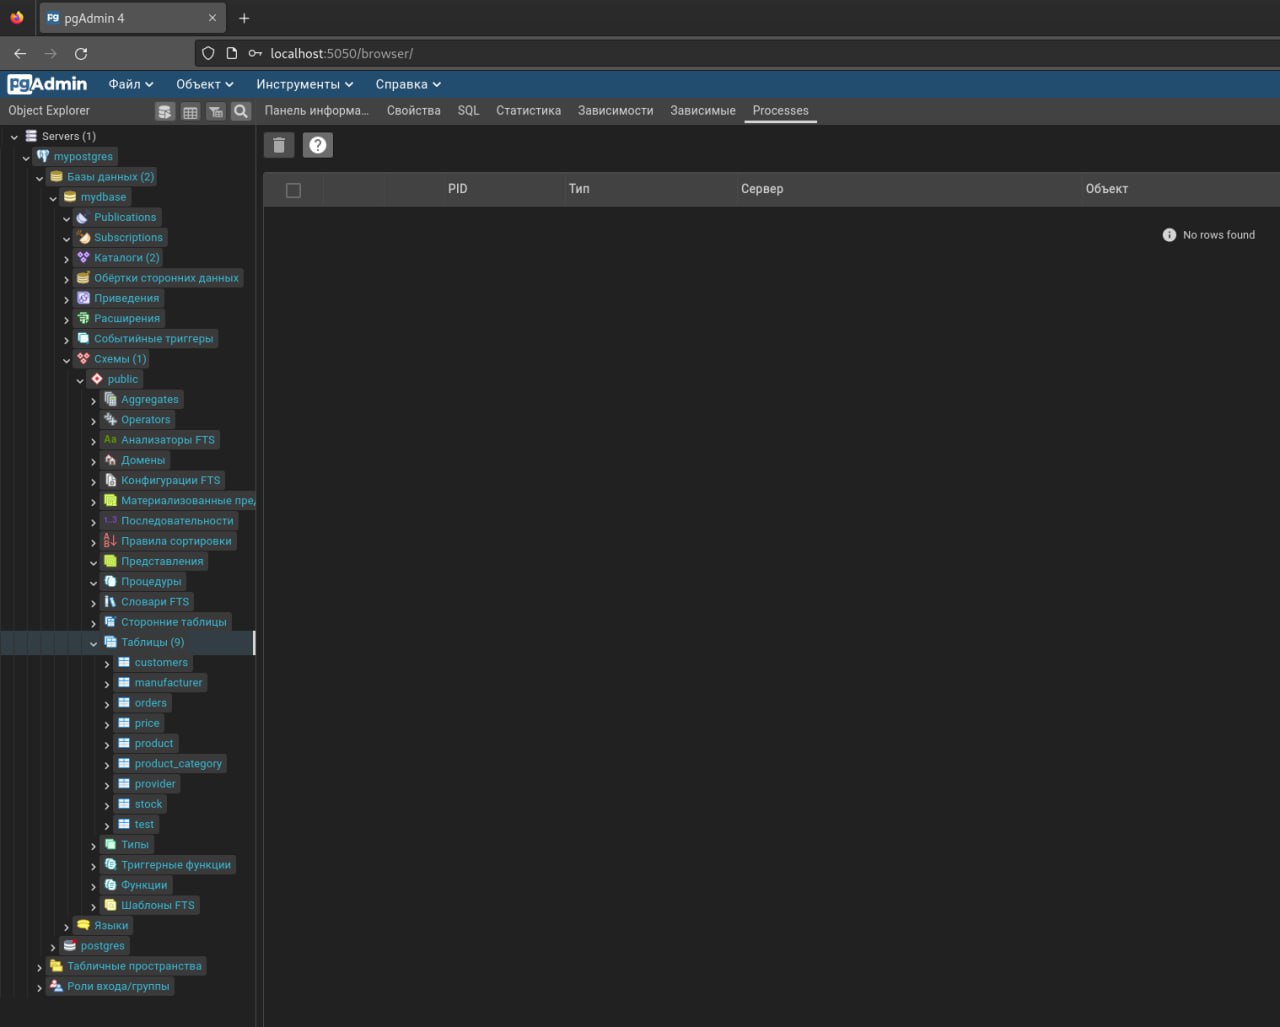 pgAdmin 4
localhost:5050/browser/
pgAdmin Файл Объект Инструменты Справка
Object Explorer Панель информа... Свойства SQL Статистика Зависимости Зависимые Processes
Servers (1)
mypostgres
Базы данных (2)
mydbase
Publications
Subscriptions
Каталоги (2)
Обёртки сторонних данных
Приведения
Расширения
Событийные триггеры
Схемы (1)
public
Aggregates
Operators
Анализаторы FTS
Домены
Конфигурации FTS
Материализованные пред
Последовательности
Правила сортировки
Представления
Процедуры
Словари FTS
Сторонние таблицы
Таблицы (9)
customers
manufacturer
orders
price
product
product_category
provider
stock
test
Типы
Триггерные функции
Функции
Шаблоны FTS
Языки
postgres
Табличные пространства
Роли входа/группы
PID Тип Сервер Объект
No rows found